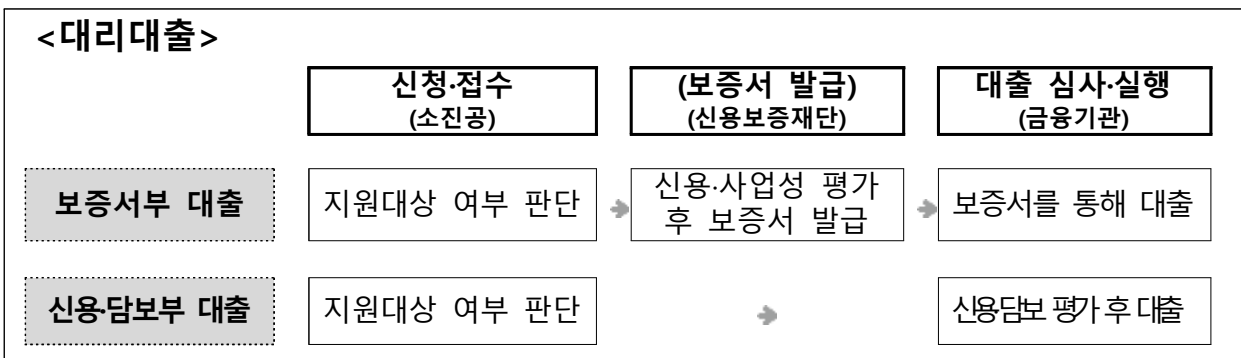 <대리대출>
신청·접수 (보증서 발급) 대출 심사·실행
(소진공) (신용보증재단) (금융기관)
보증서부 대출 지원대상 여부 판단 신용·사업성 평가 후 보증서 발급 보증서를 통해 대출
신용·담보부 대출 지원대상 여부 판단 신용담보 평가 후 대출